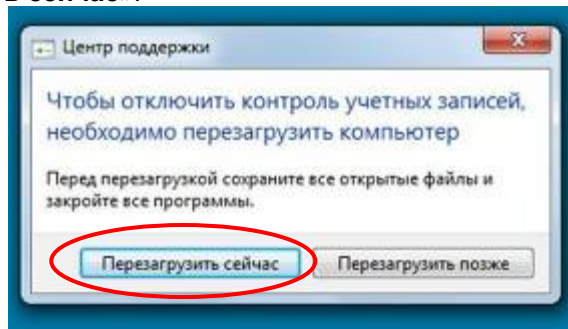 Центр поддержки
Чтобы отключить контроль учетных записей,
необходимо перезагрузить компьютер
Перед перезагрузкой сохраните все открытые файлы и
закройте все программы.
Перезагрузить сейчас Перезагрузить позже